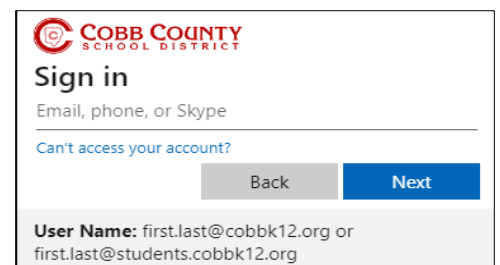 COBB COUNTY
SCHOOL DISTRICT
Sign in
Email, phone, or Skype
Can't access your account?
Back Next
User Name: first.last@cobbk12.org or
first.last@students.cobbk12.org